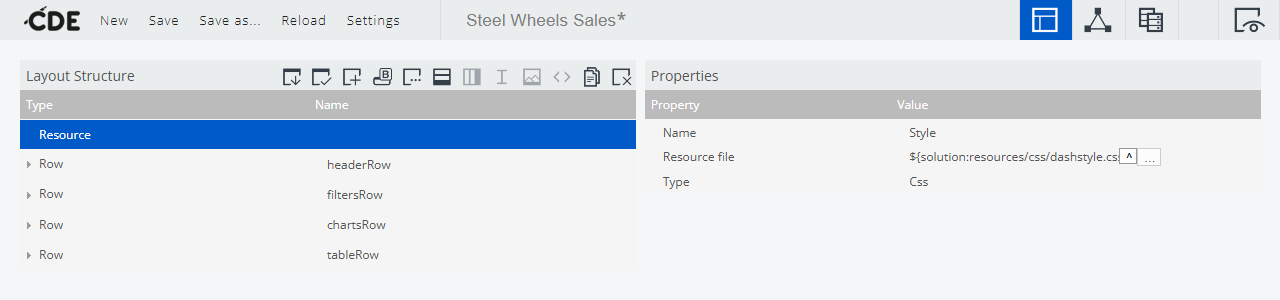 CDE New Save Save as... Reload Settings Steel Wheels Sales*
Layout Structure
B
Properties
Type Name
Property Value
Resource
Name Style
Resource file ${solution:resources/css/dashstyle.cs ^ ...
Type Css
Row headerRow
Row filtersRow
Row chartsRow
Row tableRow